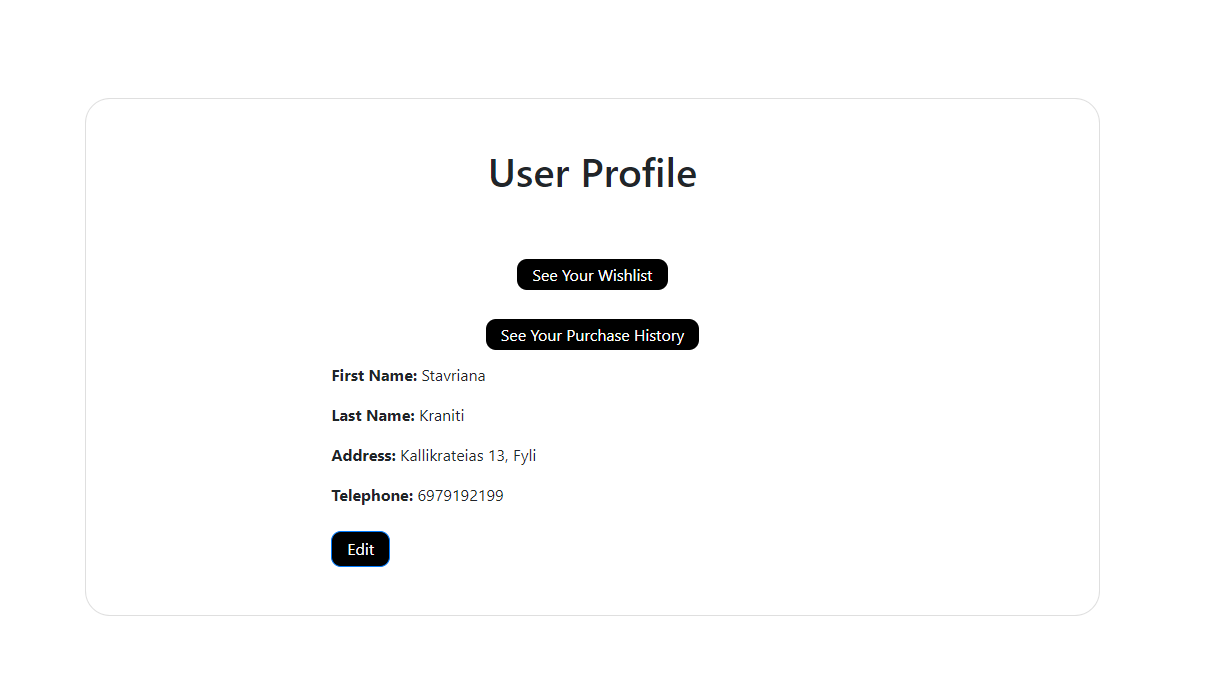 User Profile
See Your Wishlist
See Your Purchase History
First Name: Stavriana
Last Name: Kraniti
Address: Kallikrateias 13, Fyli
Telephone: 6979192199
Edit